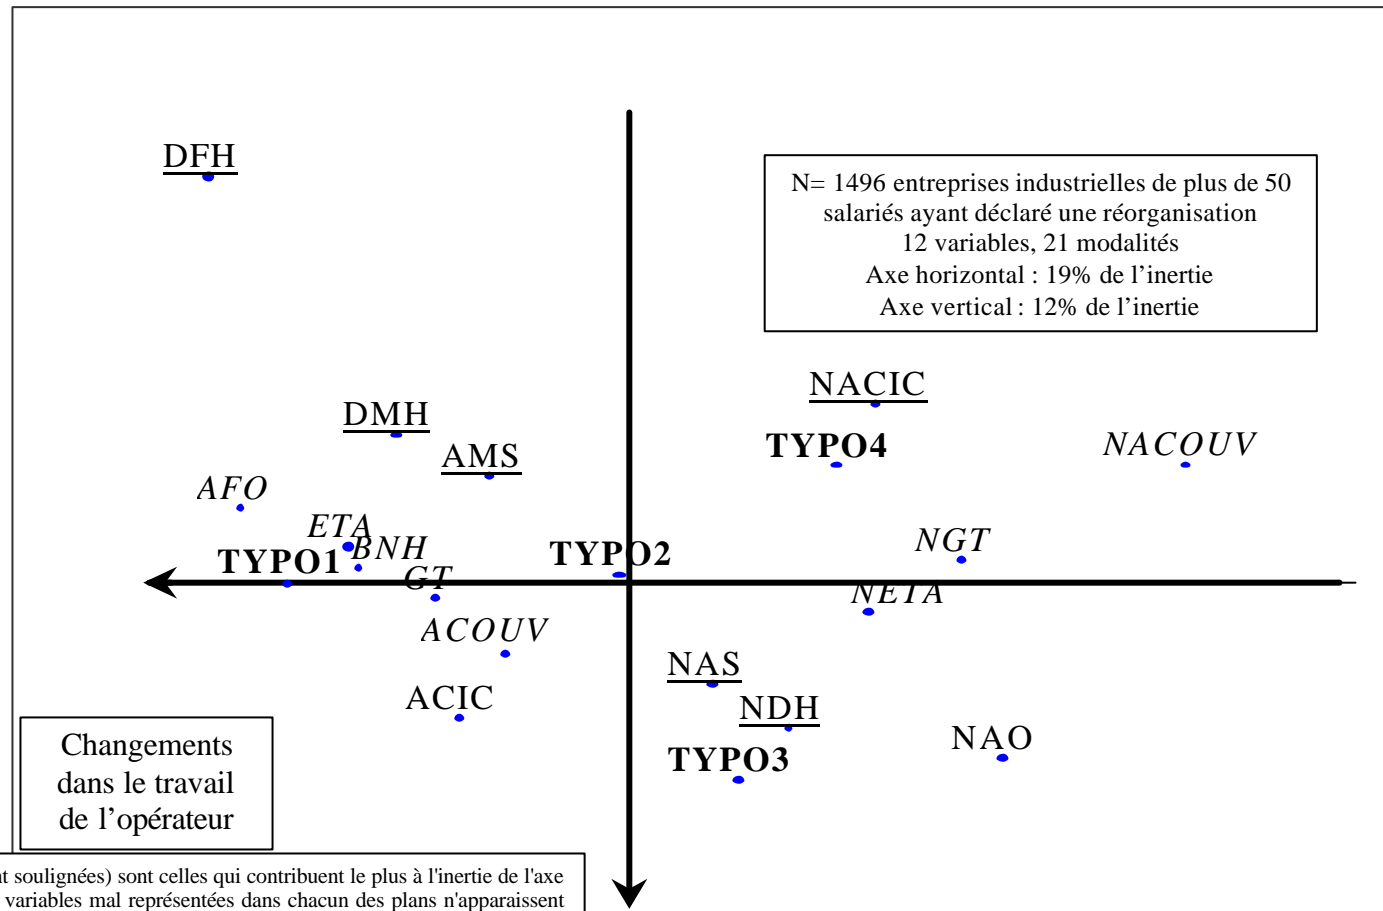 DFH
N= 1496 entreprises industrielles de plus de 50
salariés ayant déclaré une réorganisation
12 variables, 21 modalités
Axe horizontal : 19% de l'inertie
Axe vertical : 12% de l'inertie
NACIC
DMH
TYPO4
NACOUV
AMS
AFO
ETA
BNH
TYPO1
TYPO2
NGT
GT
NETA
ACOUV
NAS
ACIC
NDH
NAO
TYPO3
Changements
dans le travail
de l'opérateur
soulignées) sont celles qui contribuent le plus à l'inertie de l'axe
variables mal représentées dans chacun des plans n'apparaissent